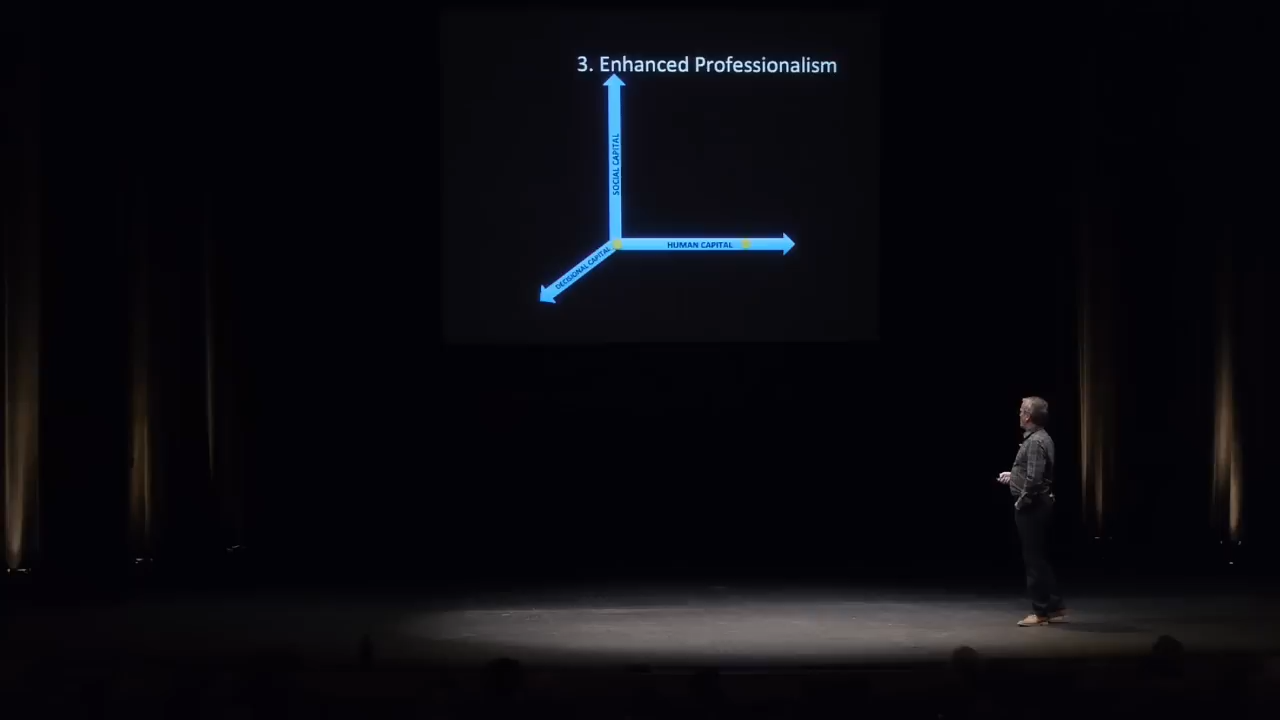 3. Enhanced Professionalism
SOCIAL CAPITAL
HUMAN CAPITAL
DECISIONAL CAPITAL